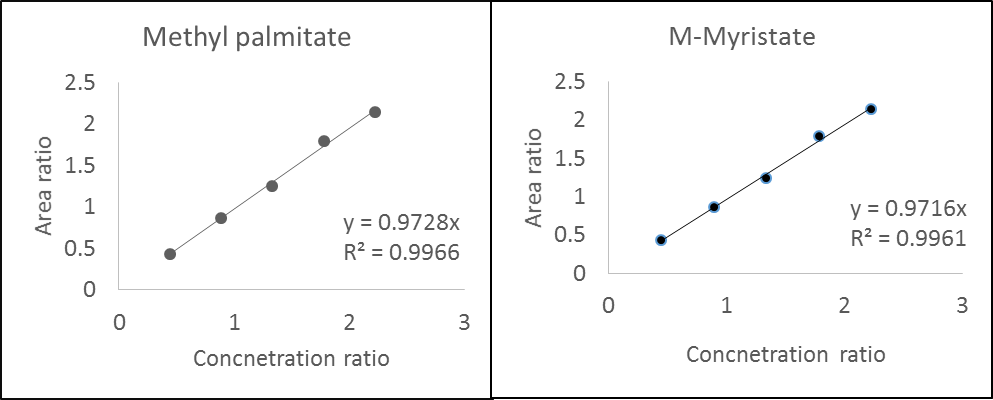 Methyl palmitate
2.5
2
1.5
1
0.5
0
Area ratio
y = 0.9728x
R² = 0.9966
0 1 2 3
Concnetration ratio
M-Myristate
2.5
2
1.5
1
0.5
0
Area ratio
y = 0.9716x
R² = 0.9961
0 1 2 3
Concnetration ratio